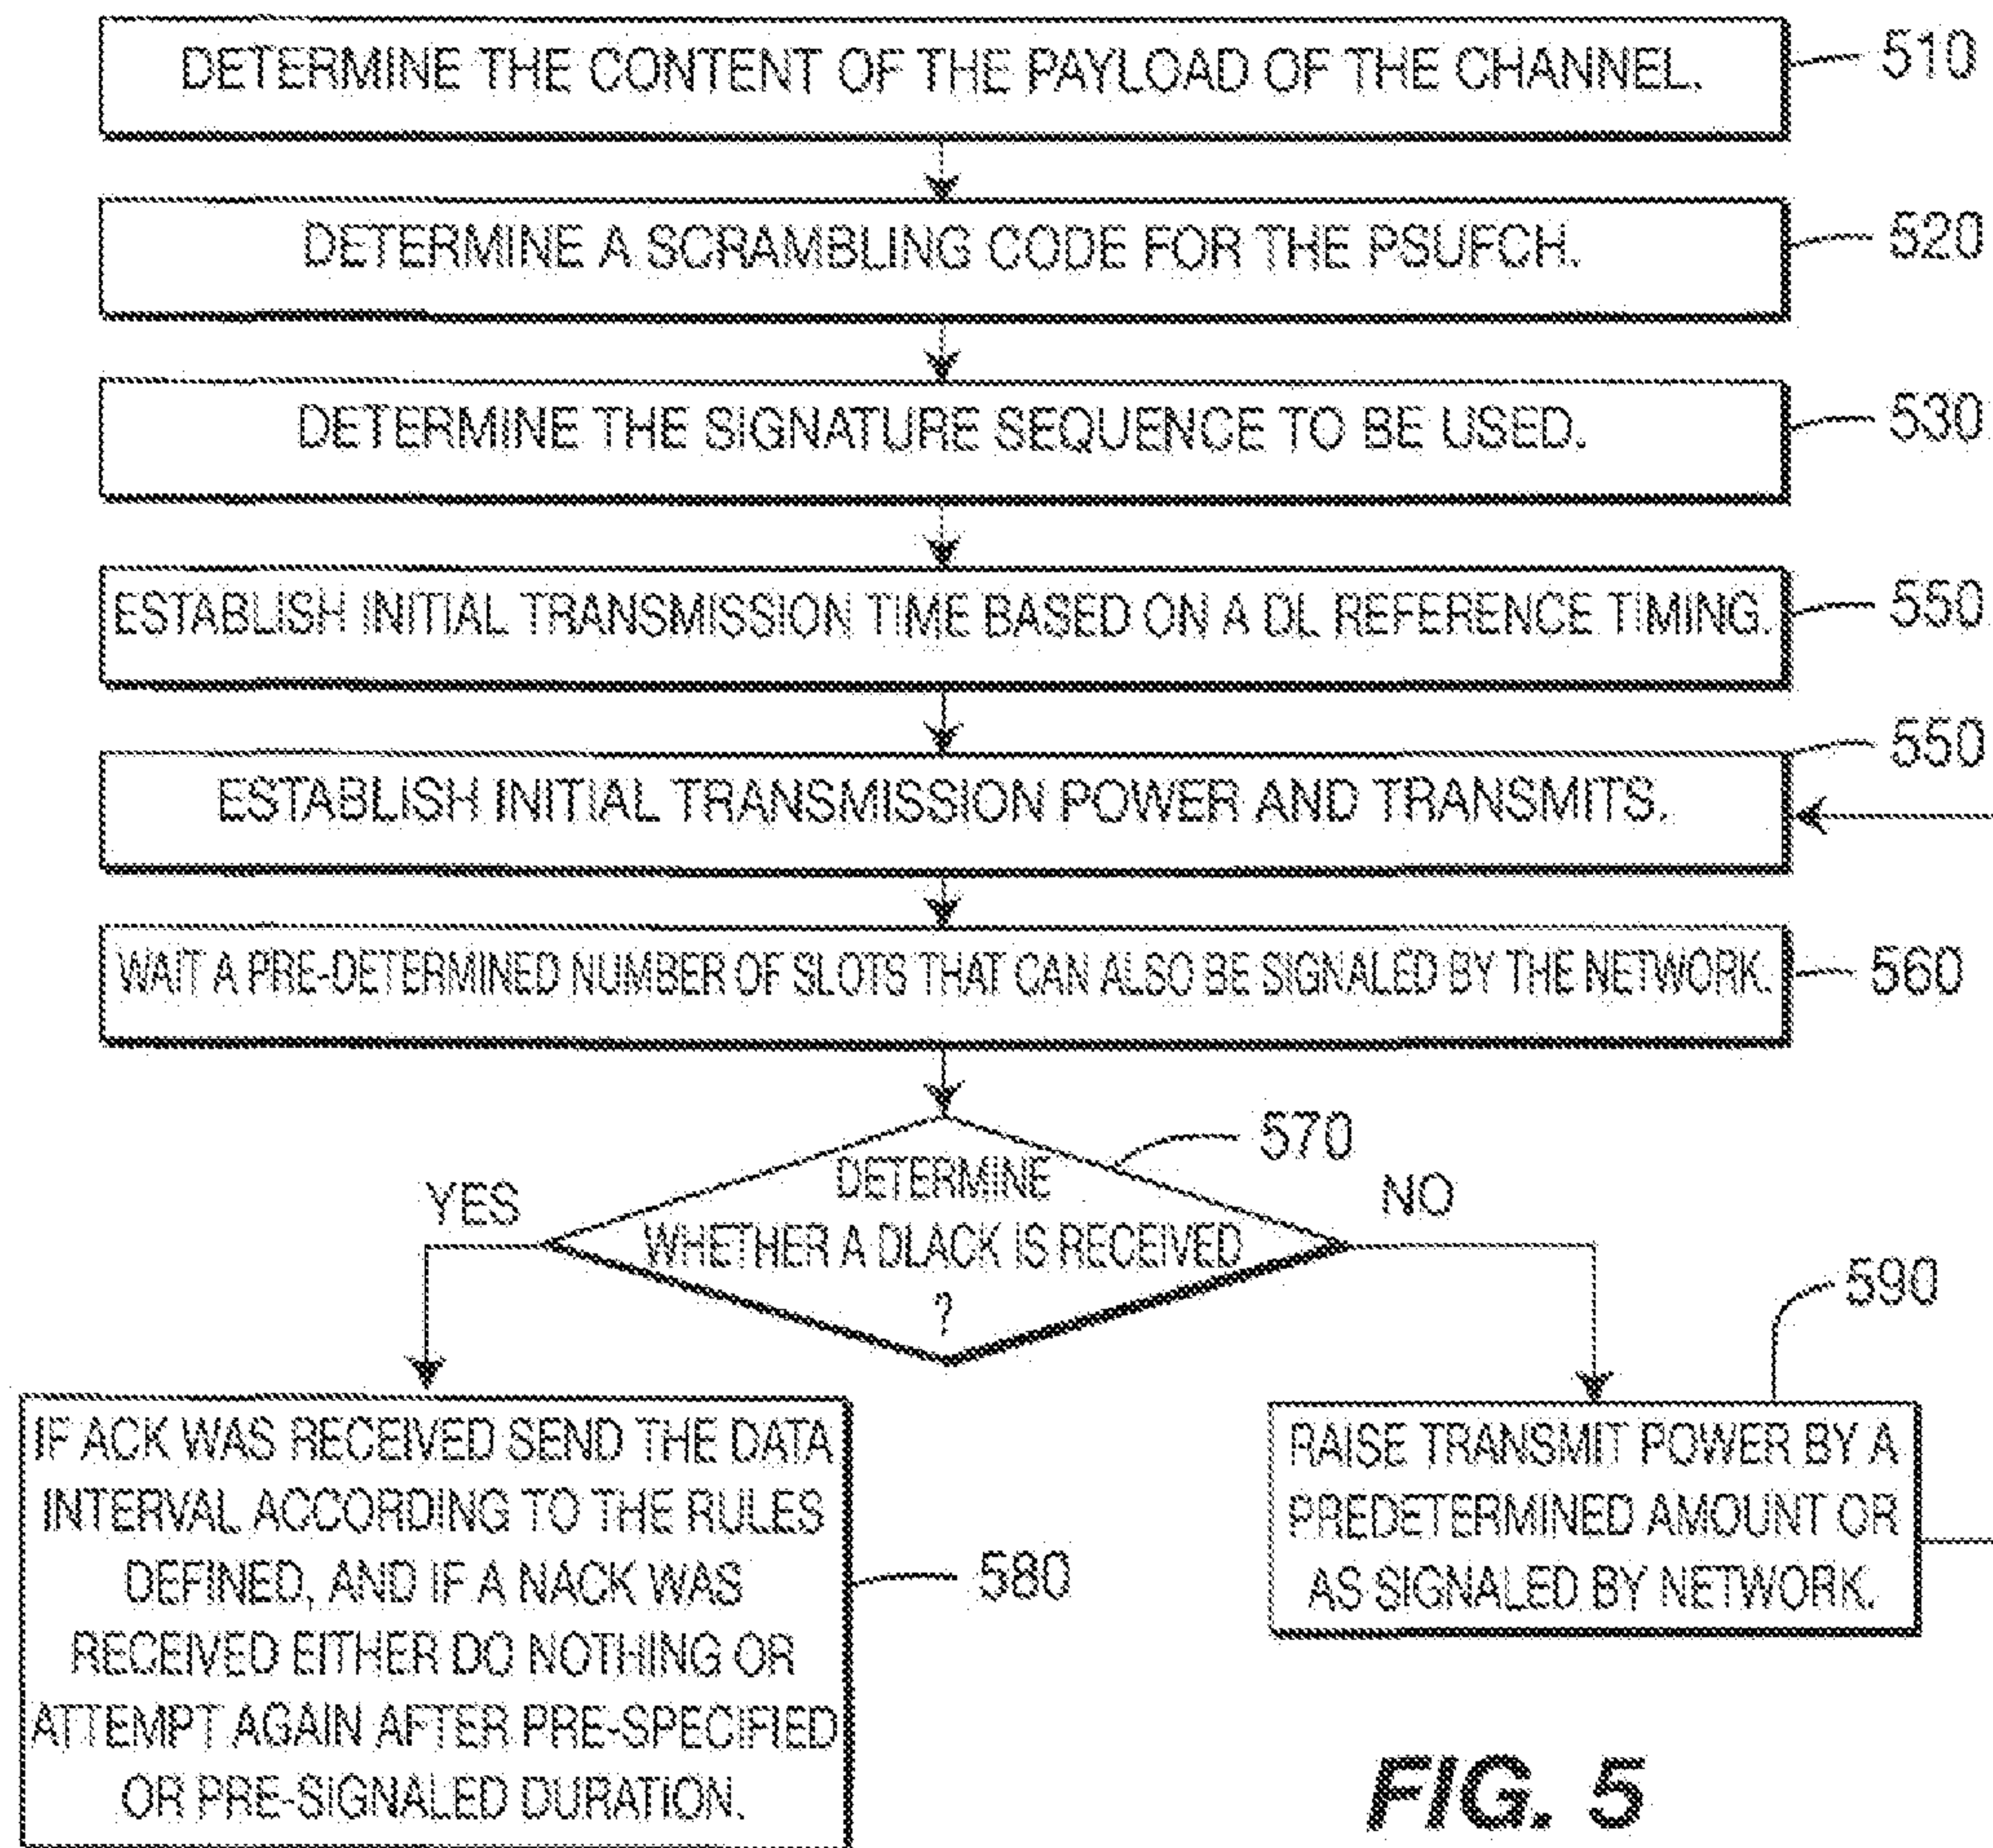 DETERMINE THE CONTENT OF THE PAYLOAD OF THE CHANNEL.
510
DETERMINE A SCRAMBLING CODE FOR THE PSUFCH.
520
DETERMINE THE SIGNATURE SEQUENCE TO BE USED.
530
ESTABLISH INITIAL TRANSMISSION TIME BASED ON A DL REFERENCE TIMING.
550
ESTABLISH INITIAL TRANSMISSION POWER AND TRANSMITS.
550
WAIT A PRE-DETERMINED NUMBER OF SLOTS THAT CAN ALSO BE SIGNALED BY THE NETWORK.
560
DETERMINE
WHETHER A DLACK IS RECEIVED
?
570
YES
NO
IF ACK WAS RECEIVED SEND THE DATA
INTERVAL ACCORDING TO THE RULES
DEFINED, AND IF A NACK WAS
RECEIVED EITHER DO NOTHING OR
ATTEMPT AGAIN AFTER PRE-SPECIFIED
OR PRE-SIGNALED DURATION.
580
RAISE TRANSMIT POWER BY A
PREDETERMINED AMOUNT OR
AS SIGNALED BY NETWORK.
590
FIG. 5